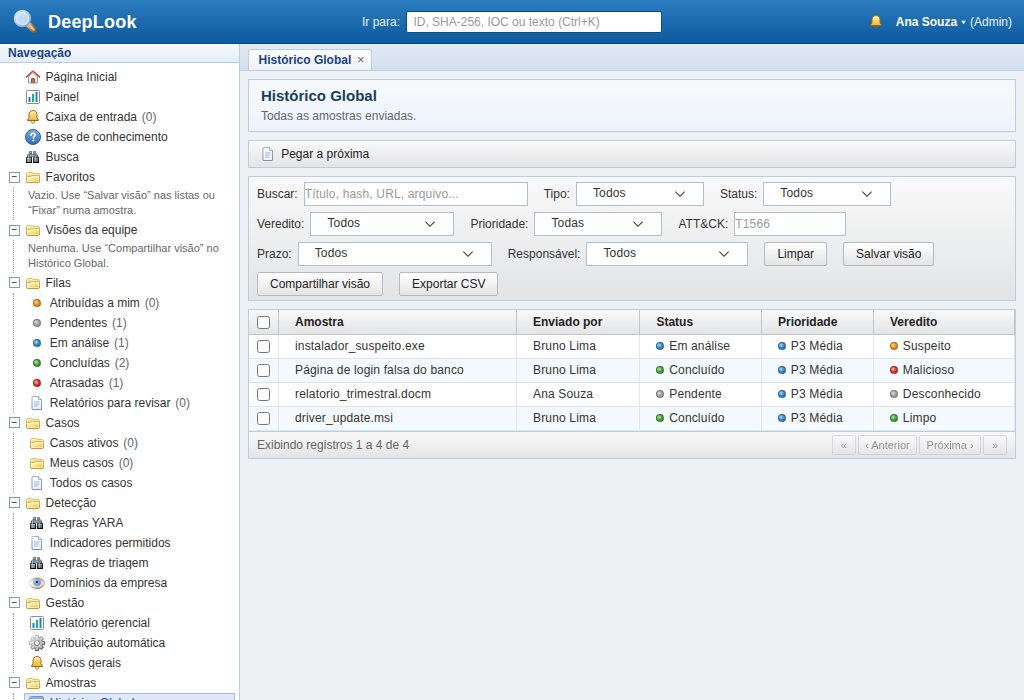 DeepLook
Ir para: ID, SHA-256, IOC ou texto (Ctrl+K)
Ana Souza ▾ (Admin)
Navegação
Página Inicial
Painel
Caixa de entrada (0)
Base de conhecimento
Busca
Favoritos
Vazio. Use “Salvar visão” nas listas ou
“Fixar” numa amostra.
Visões da equipe
Nenhuma. Use “Compartilhar visão” no
Histórico Global.
Filas
Atribuídas a mim (0)
Pendentes (1)
Em análise (1)
Concluídas (2)
Atrasadas (1)
Relatórios para revisar (0)
Casos
Casos ativos (0)
Meus casos (0)
Todos os casos
Detecção
Regras YARA
Indicadores permitidos
Regras de triagem
Domínios da empresa
Gestão
Relatório gerencial
Atribuição automática
Avisos gerais
Amostras
Histórico Global
Histórico Global ×
Histórico Global
Todas as amostras enviadas.
Pegar a próxima
Buscar: Título, hash, URL, arquivo... Tipo: Todos Status: Todos
Veredito: Todos Prioridade: Todas ATT&CK: T1566
Prazo: Todos Responsável: Todos Limpar Salvar visão
Compartilhar visão Exportar CSV
Amostra Enviado por Status Prioridade Veredito
instalador_suspeito.exe Bruno Lima Em análise P3 Média Suspeito
Página de login falsa do banco Bruno Lima Concluído P3 Média Malicioso
relatorio_trimestral.docm Ana Souza Pendente P3 Média Desconhecido
driver_update.msi Bruno Lima Concluído P3 Média Limpo
Exibindo registros 1 a 4 de 4 « ‹ Anterior Próxima › »